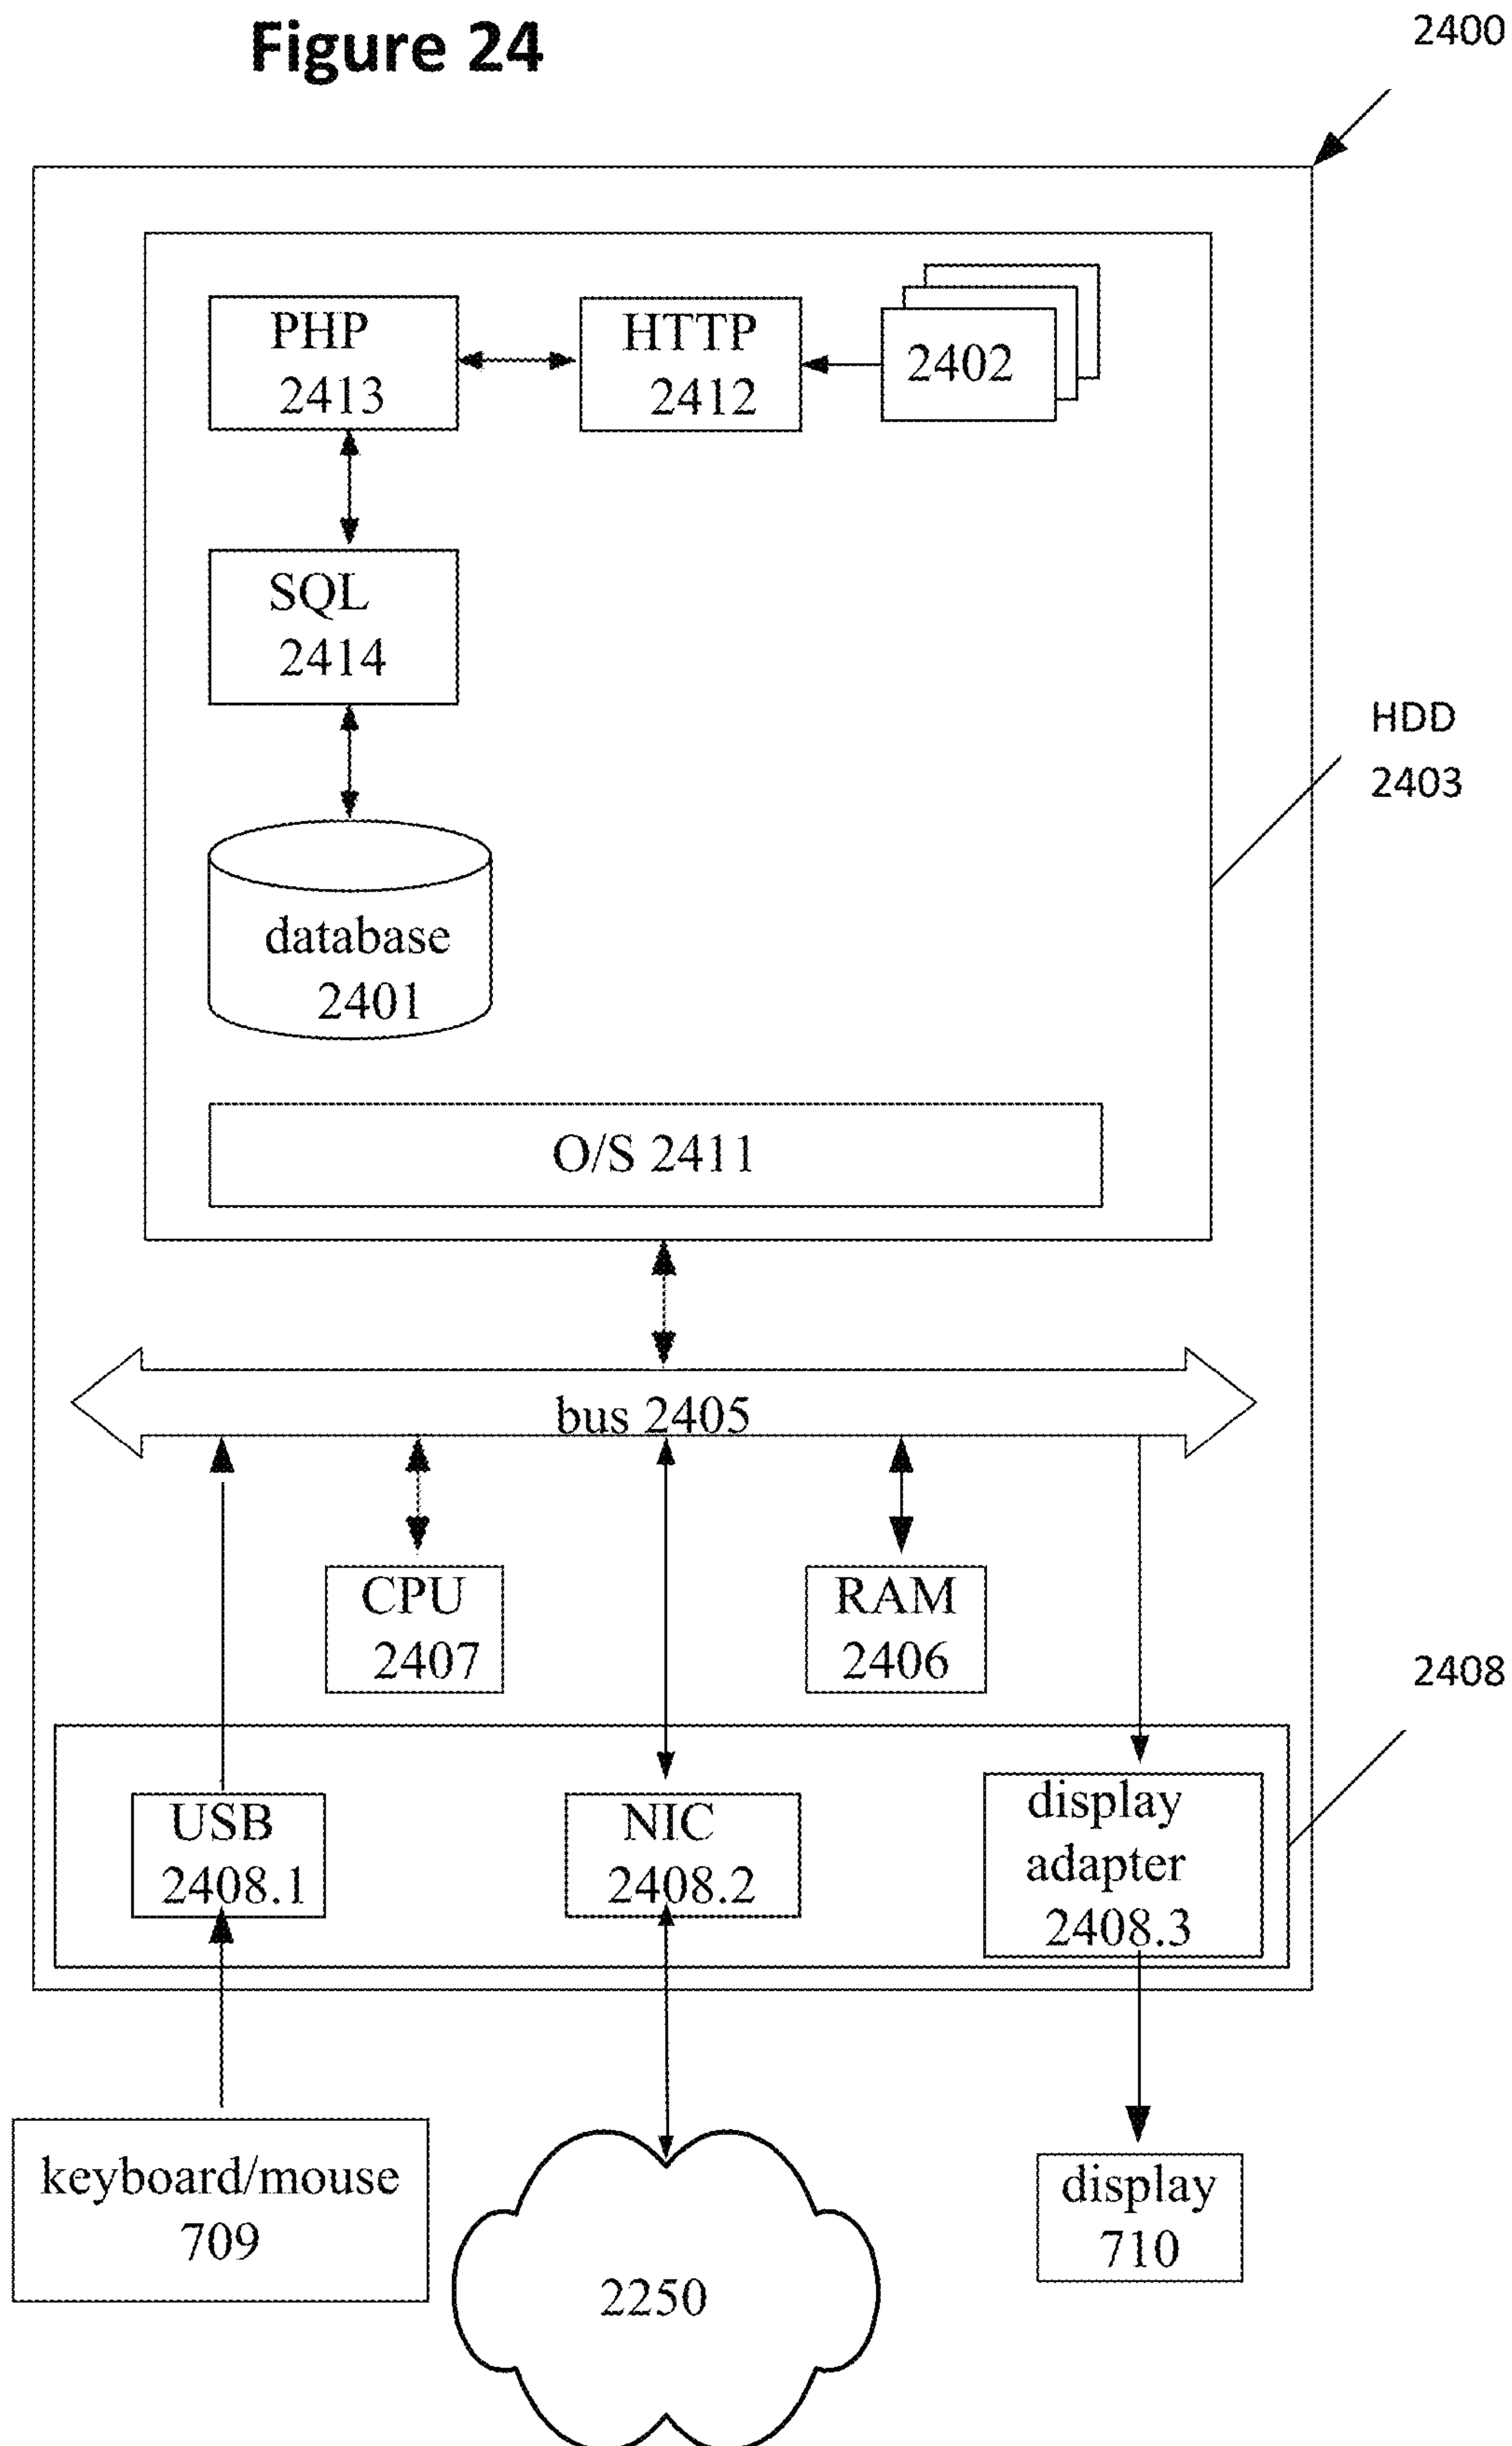 Figure 24
2400
PHP
2413
HTTP
2412
2402
SQL
2414
HDD
2403
database
2401
O/S 2411
bus 2405
CPU
2407
RAM
2406
2408
USB
2408.1
NIC
2408.2
display
adapter
2408.3
keyboard/mouse
709
2250
display
710